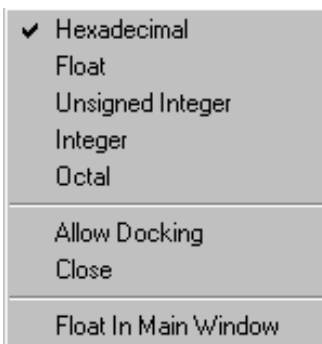 Hexadecimal
Float
Unsigned Integer
Integer
Octal
Allow Docking
Close
Float In Main Window